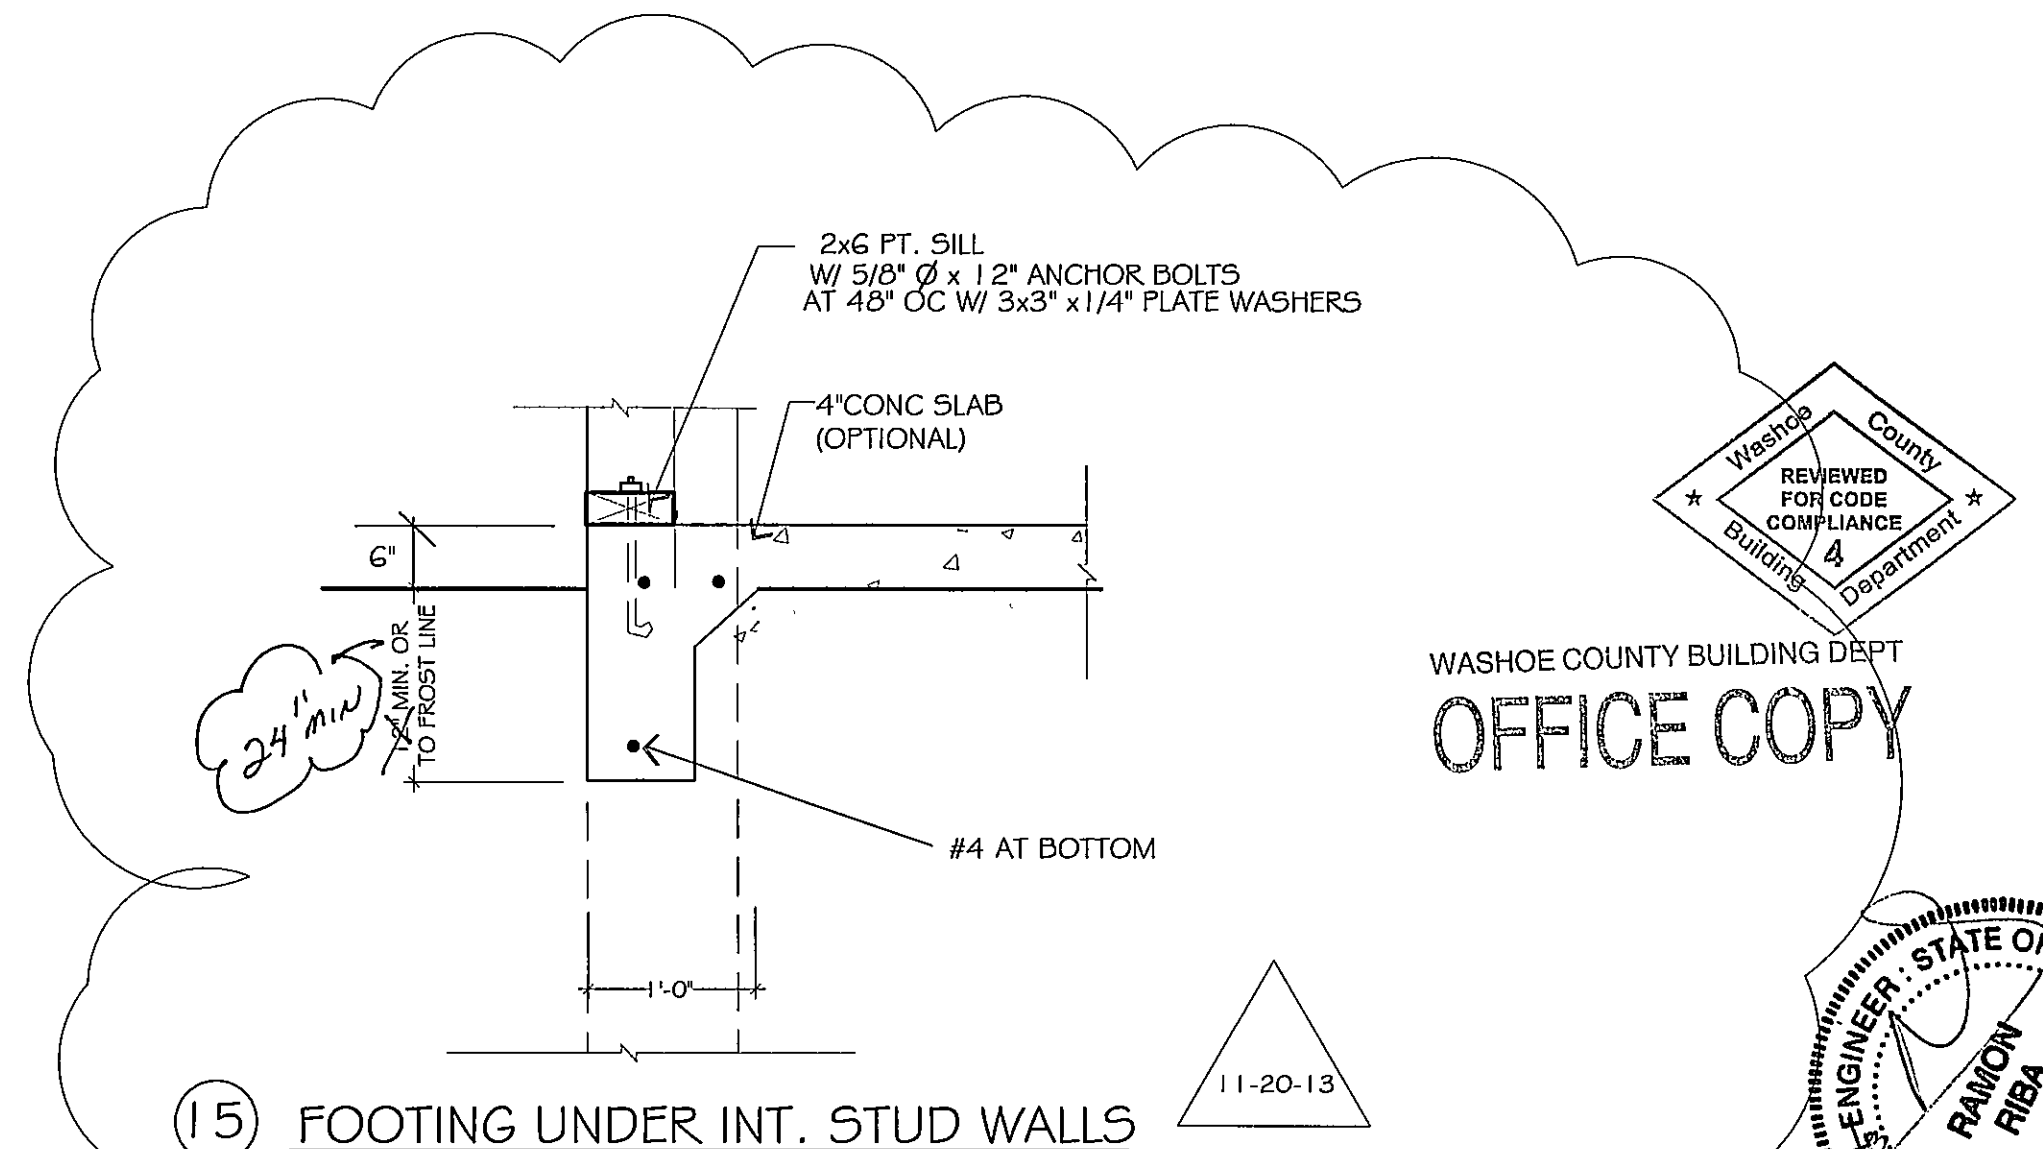 2x6 PT. SILL
W/ 5/8" Ø x 12" ANCHOR BOLTS
AT 48" OC W/ 3x3" x1/4" PLATE WASHERS
4"CONC SLAB
(OPTIONAL)
6"
12" MIN. OR
TO FROST LINE
24" MIN
#4 AT BOTTOM
1'-0"
15 FOOTING UNDER INT. STUD WALLS
11-20-13
Washoe County
REVIEWED
FOR CODE
COMPLIANCE
4
Building Department
WASHOE COUNTY BUILDING DEPT
OFFICE COPY
ENGINEER : STATE O
RAMON
RIBA